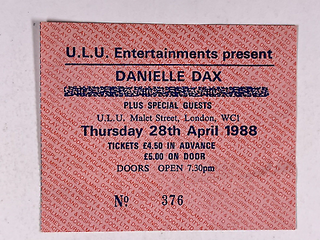 U.L.U. Entertainments present
DANIELLE DAX
PLUS SPECIAL GUESTS
U.L.U. Malet Street, London, WC1
Thursday 28th April 1988
TICKETS £4.50 IN ADVANCE
£5.00 ON DOOR
DOORS OPEN 7:30pm
No 376